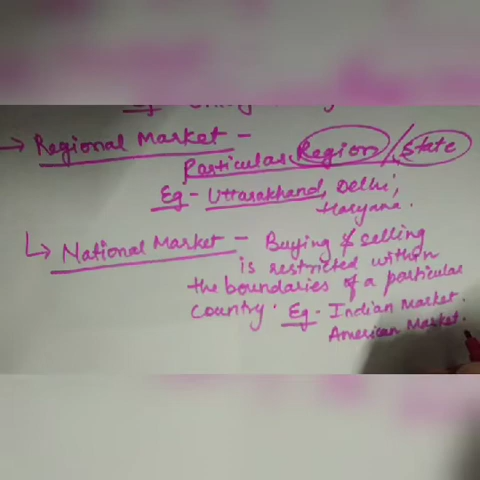 Eg
→ Regional Market -
Particular Region / State
Eg - Uttarakhand, Delhi,
Haryana.
↳ National Market - Buying & selling
is restricted within
the boundaries of a particular
country. Eg - Indian Market.
American Market.